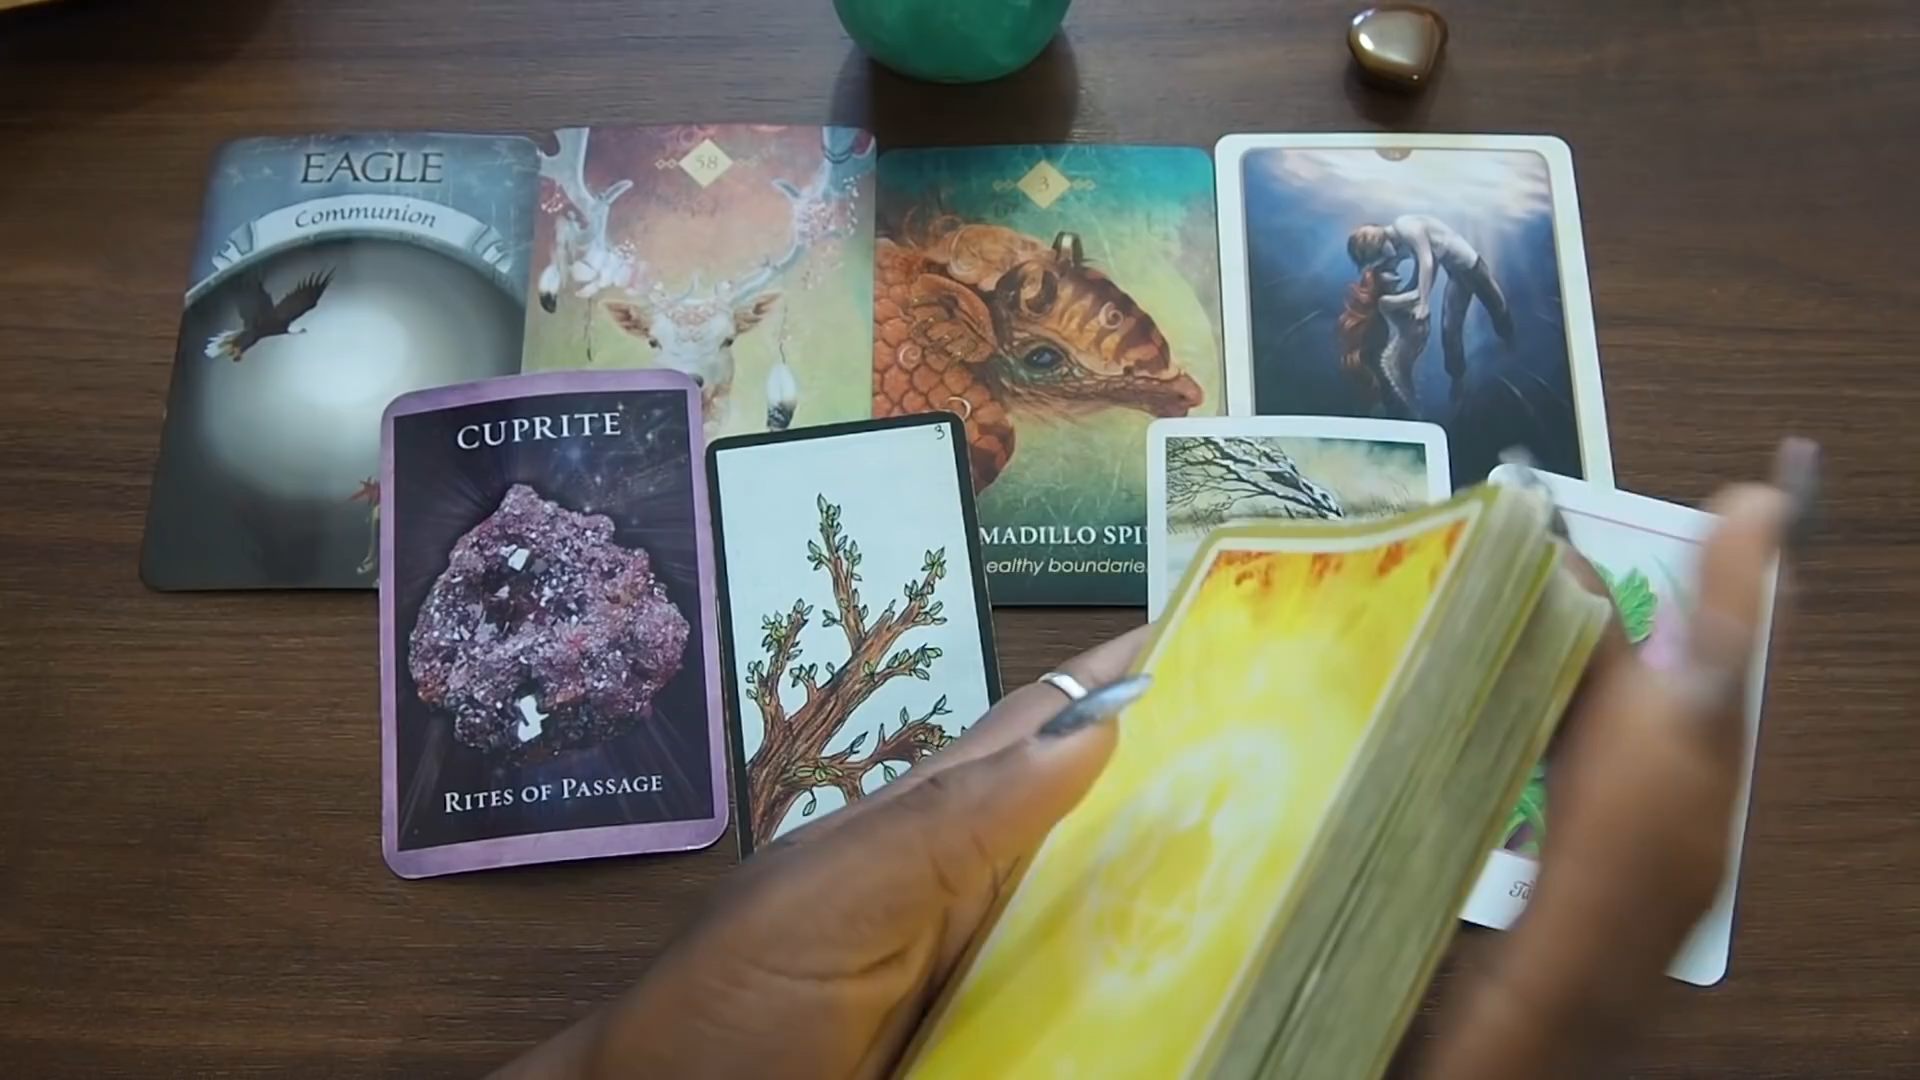 EAGLE
Communion
58
3
CUPRITE
3
MADILLO SPI
ealthy boundarie
RITES OF PASSAGE